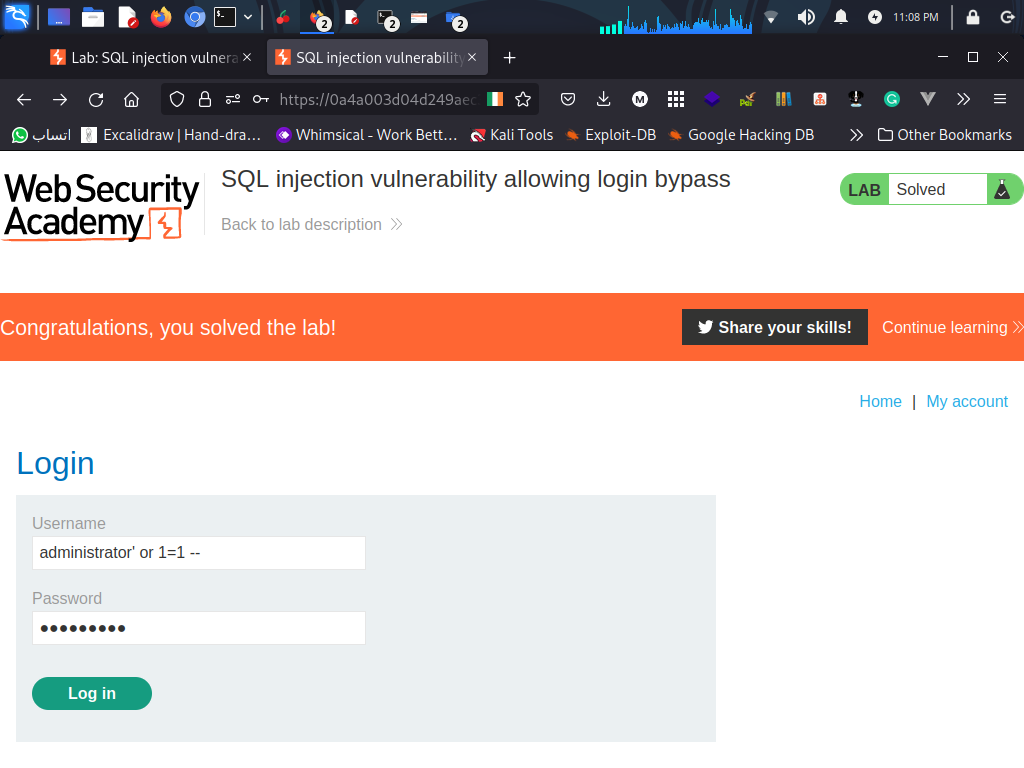 2 2 2 11:08 PM
Lab: SQL injection vulnera SQL injection vulnerability
https://0a4a003d04d249aec M
واتساب Excalidraw | Hand-dra… Whimsical - Work Bett… Kali Tools Exploit-DB Google Hacking DB Other Bookmarks
Web Security
Academy
SQL injection vulnerability allowing login bypass
LAB Solved
Back to lab description
Congratulations, you solved the lab!
Share your skills!
Continue learning
Home | My account
Login
Username
administrator' or 1=1 --
Password
•••••••••
Log in